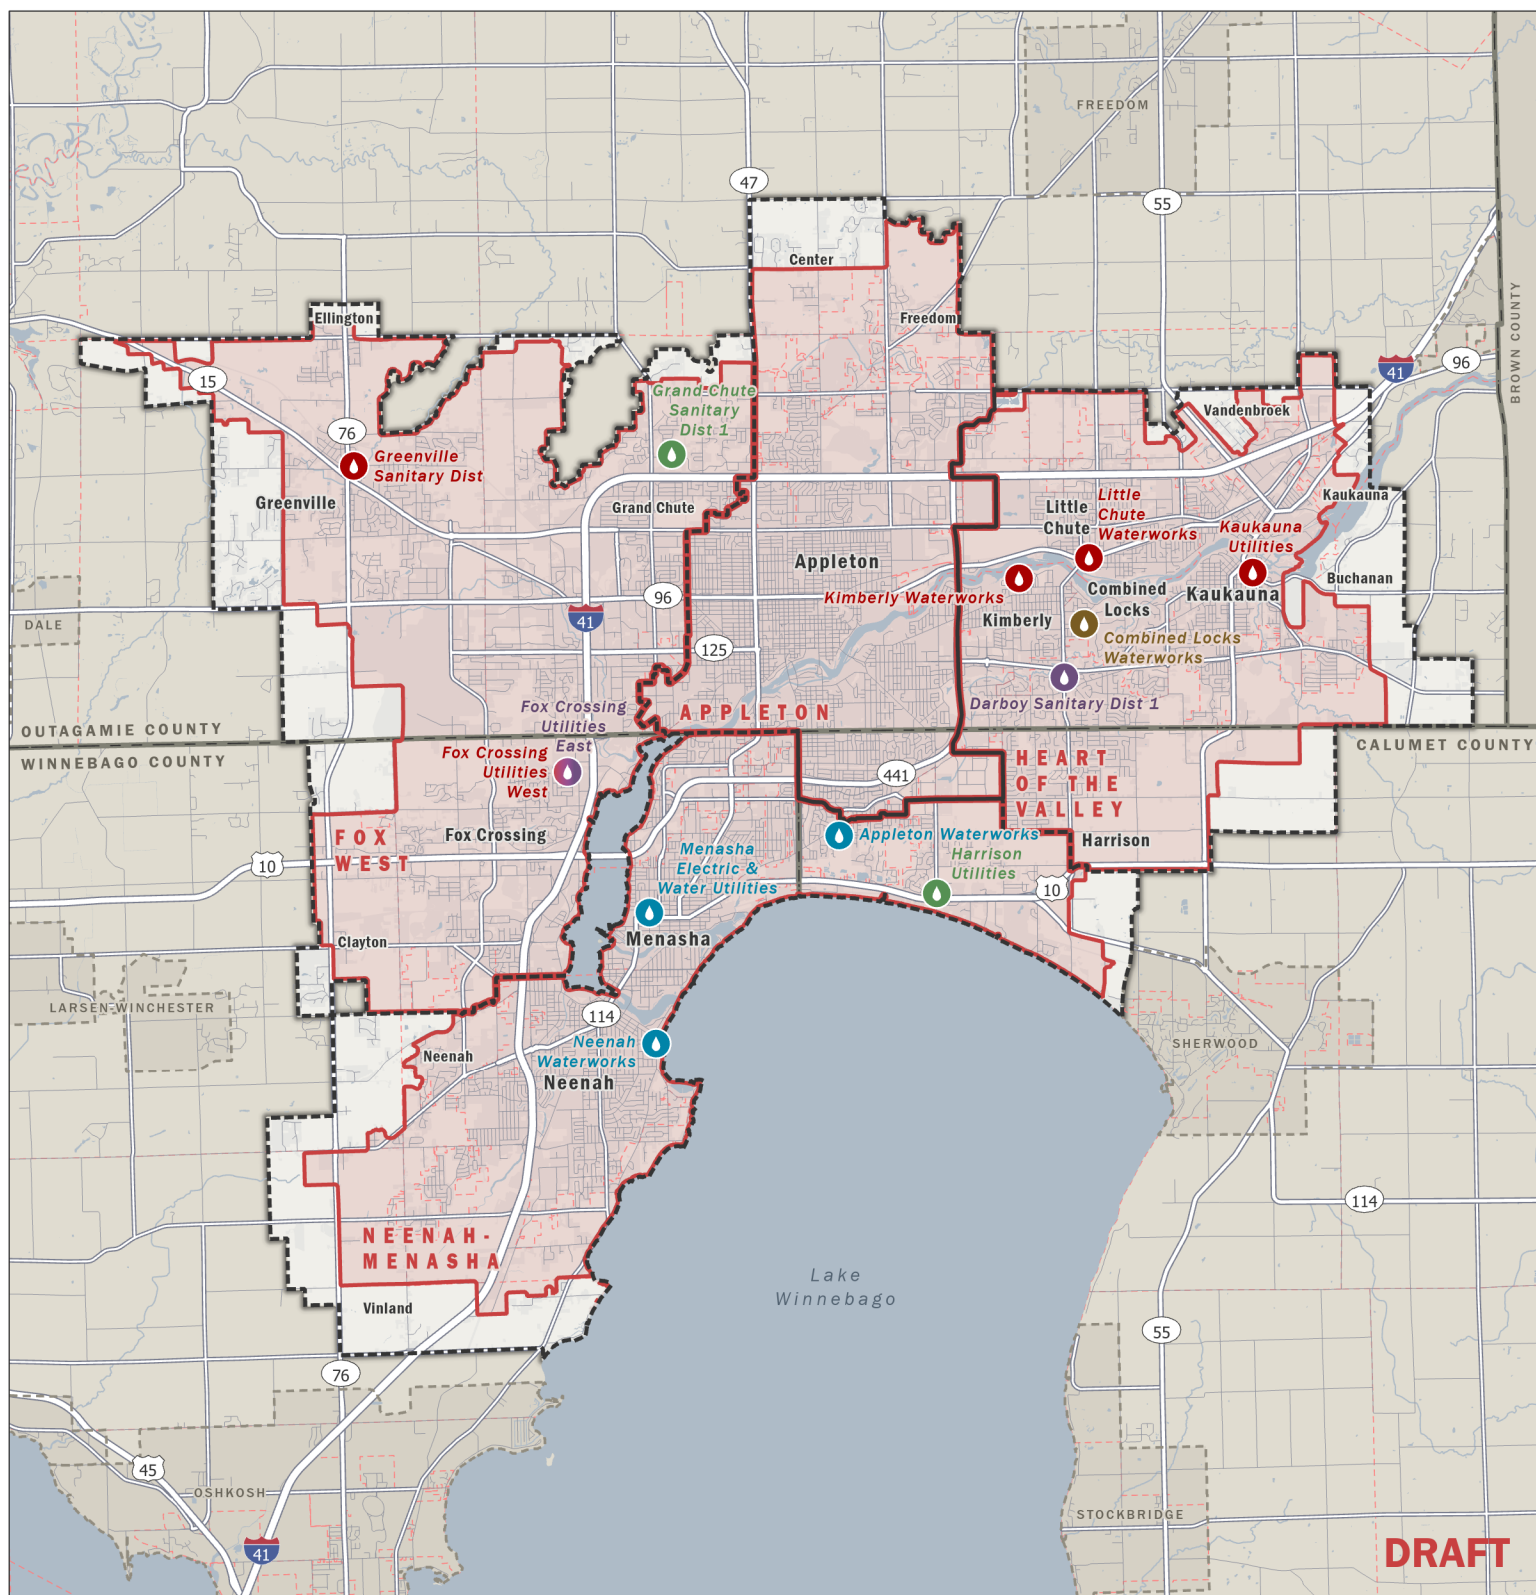 FREEDOM
47
55
BROWN COUNTY
Center
Ellington
Freedom
41
96
15
Grand Chute
Sanitary
Dist 1
Vandenbroek
76
Greenville
Sanitary Dist
Greenville
Grand Chute
Little
Chute
Little
Chute
Waterworks
Kaukauna
Kaukauna
Utilities
Appleton
Kimberly Waterworks
Combined
Locks
Kaukauna
Buchanan
96
41
Kimberly
DALE
125
Combined Locks
Waterworks
Darboy Sanitary Dist 1
Fox Crossing
Utilities
East
APPLETON
OUTAGAMIE COUNTY
WINNEBAGO COUNTY
CALUMET COUNTY
Fox Crossing
Utilities
West
441
HEART
OF THE
VALLEY
FOX
WEST
Fox Crossing
Appleton Waterworks
Harrison
10
Menasha
Electric &
Water Utilities
Harrison
Utilities
10
Menasha
Clayton
LARSEN-WINCHESTER
114
Neenah
Waterworks
Neenah
Neenah
SHERWOOD
114
NEENAH-
MENASHA
Lake
Winnebago
Vinland
55
76
45
OSHKOSH
41
STOCKBRIDGE
DRAFT